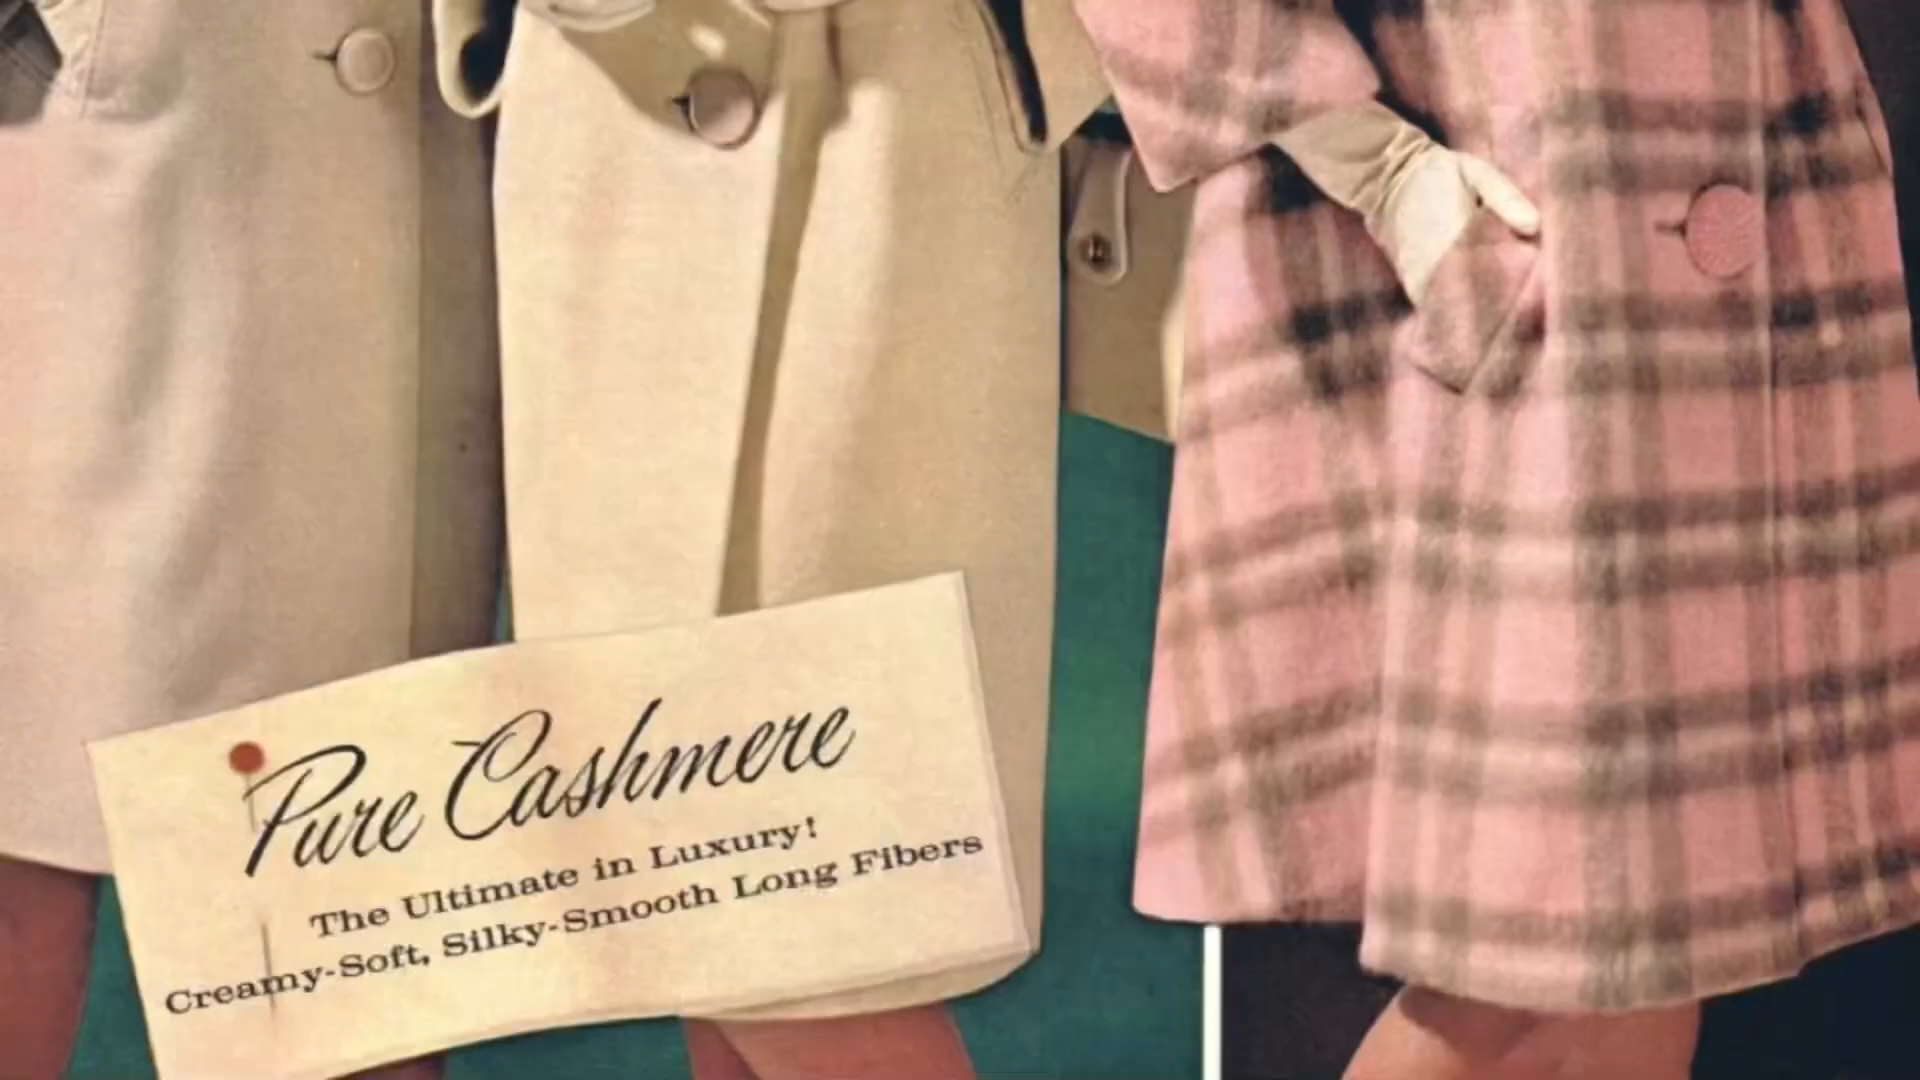 Pure Cashmere
The Ultimate in Luxury!
Creamy-Soft, Silky-Smooth Long Fibers